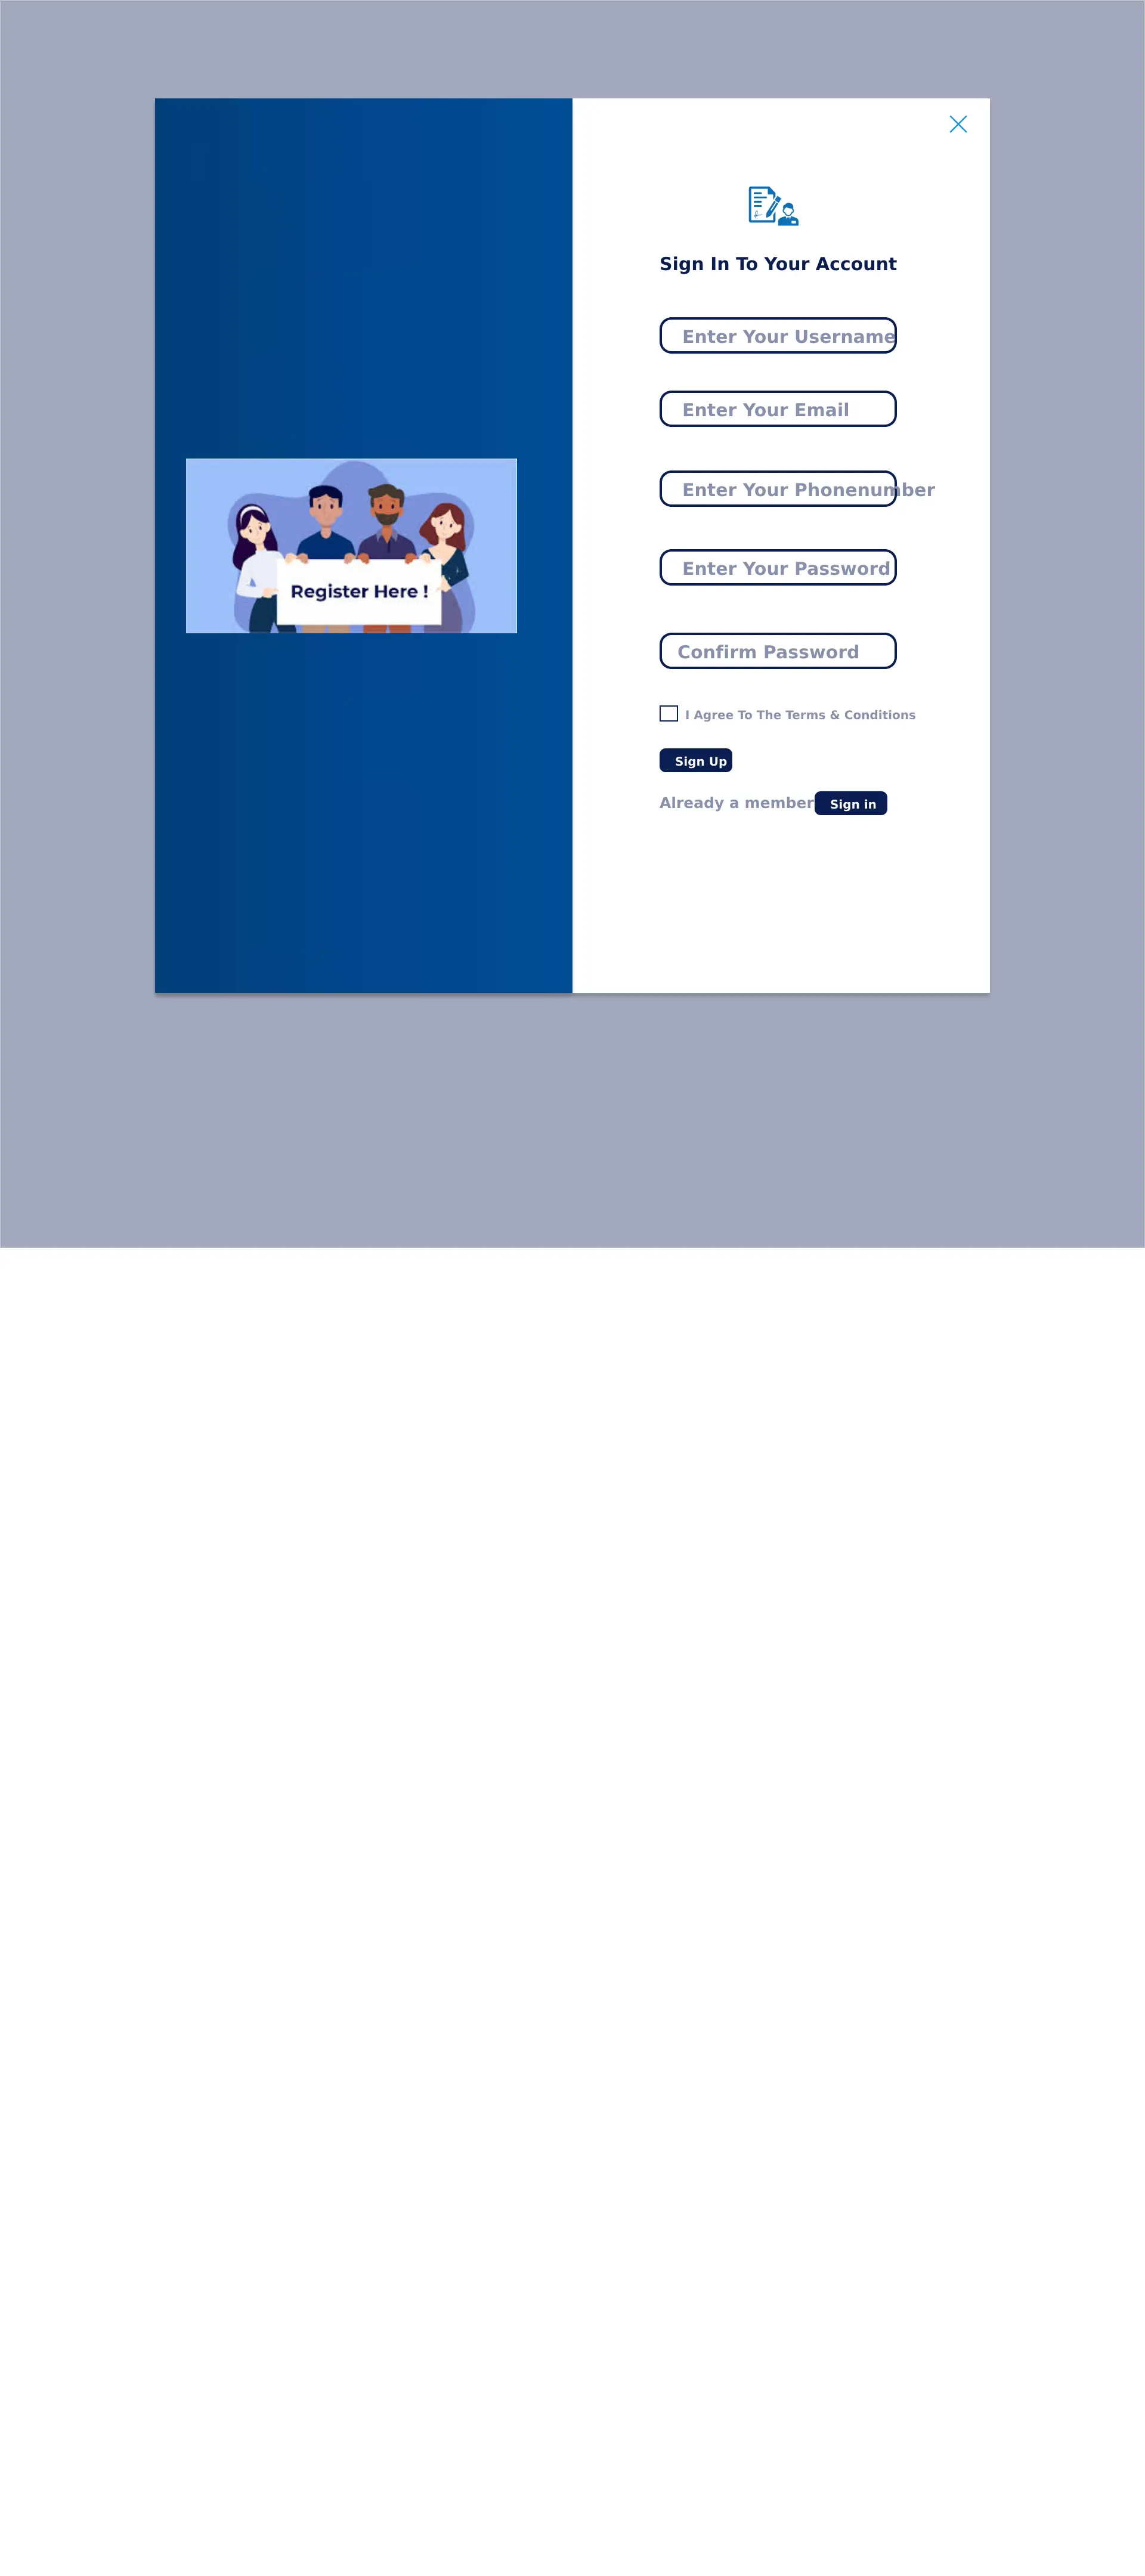 Sign In To Your Account
Enter Your Username
Enter Your Email
Enter Your Phonenumber
Enter Your Password
Register Here !
Confirm Password
I Agree To The Terms & Conditions
Sign Up
Already a member Sign in